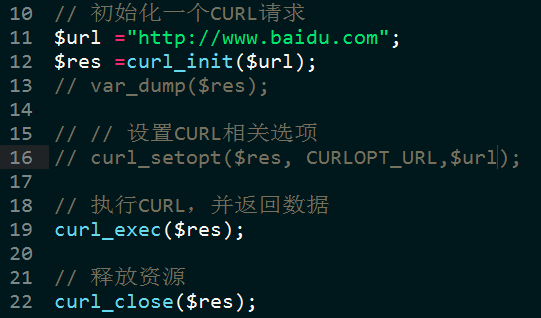 10 // 初始化一个CURL请求
11 $url ="http://www.baidu.com";
12 $res =curl_init($url);
13 // var_dump($res);
14
15 // // 设置CURL相关选项
16 // curl_setopt($res, CURLOPT_URL,$url);
17
18 // 执行CURL，并返回数据
19 curl_exec($res);
20
21 // 释放资源
22 curl_close($res);